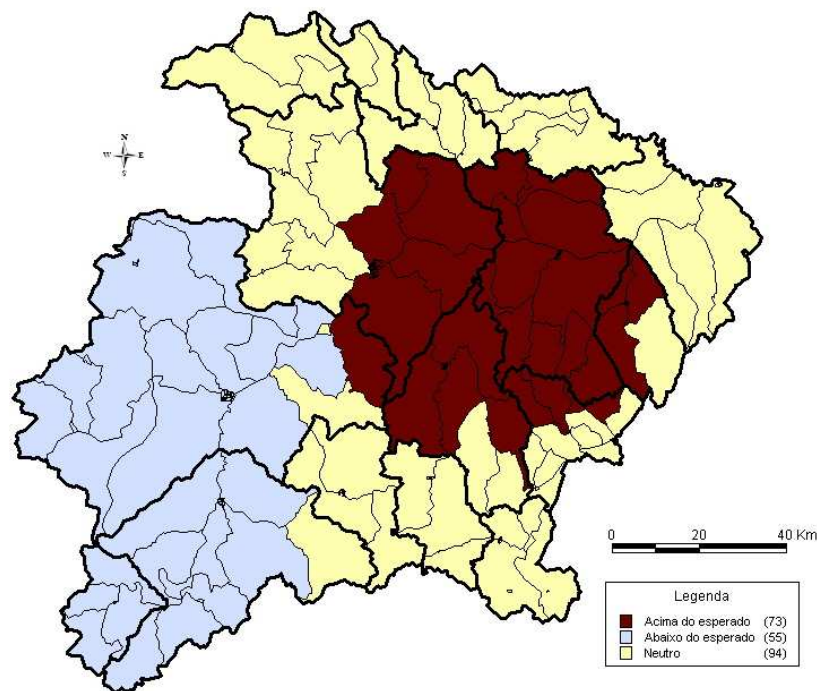 N
W E
S
0 20 40 Km
Legenda
Acima do esperado (73)
Abaixo do esperado (55)
Neutro (94)